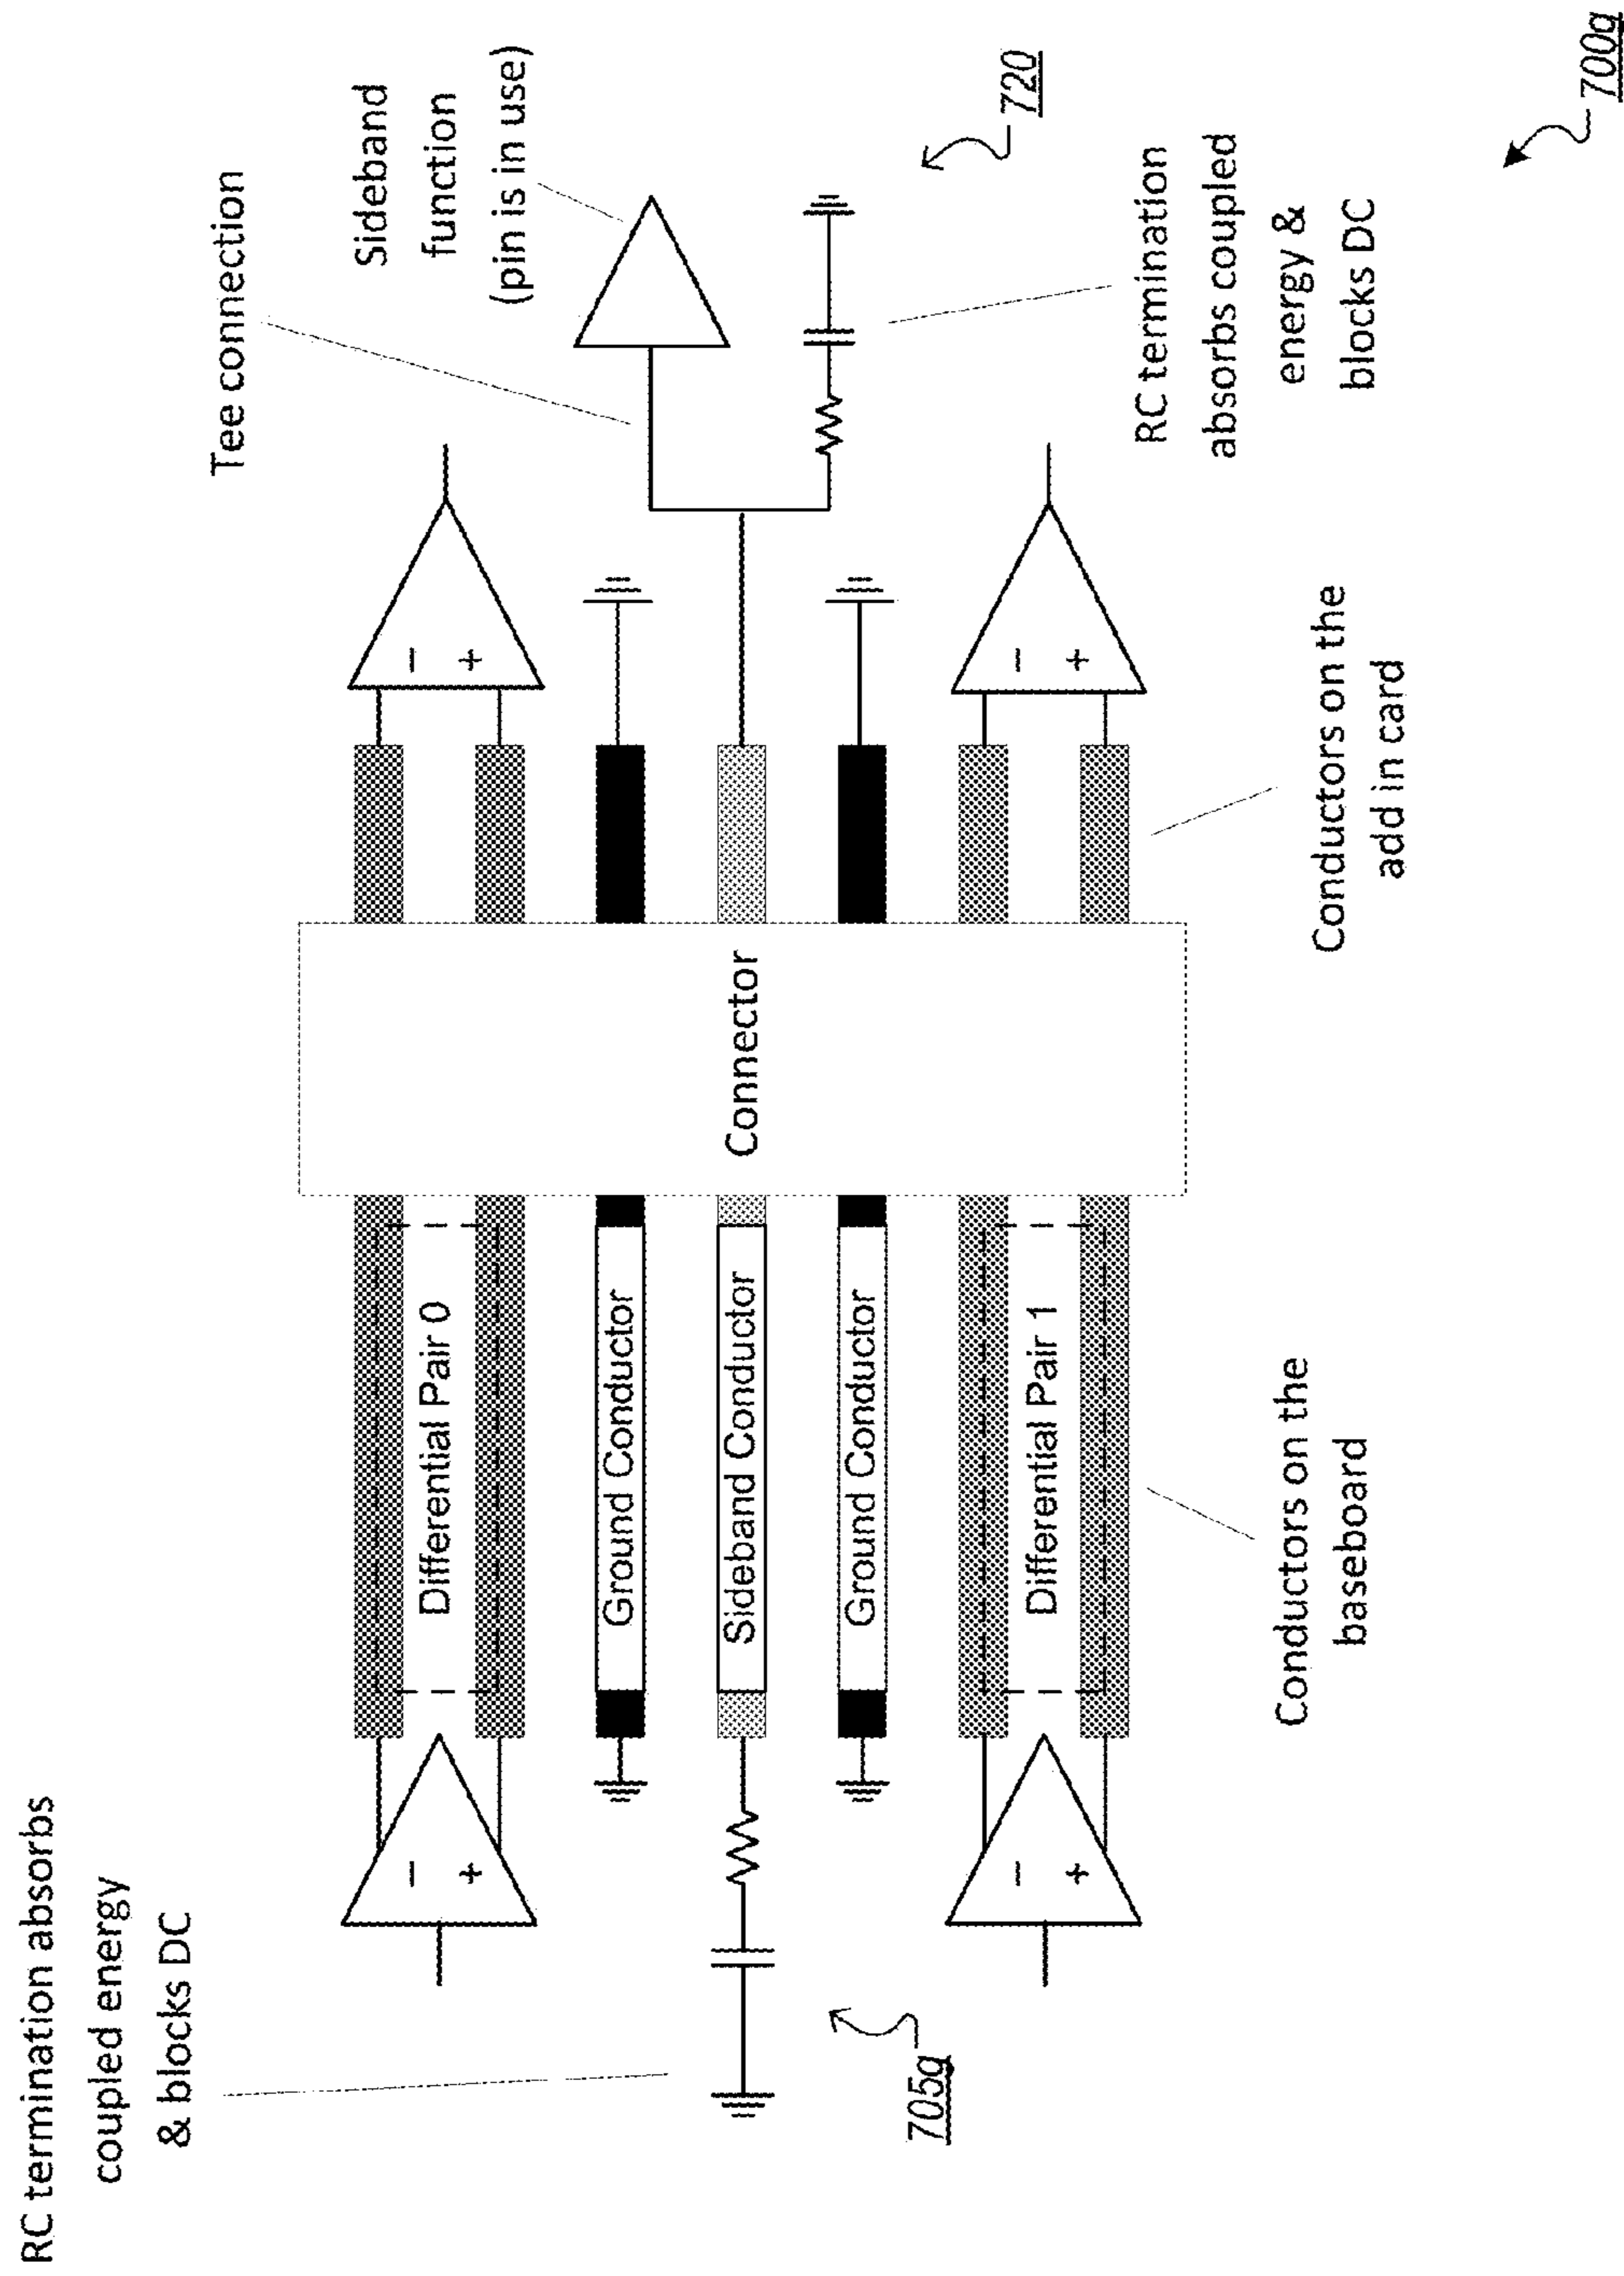 RC termination absorbs
coupled energy
& blocks DC
Tee connection
Sideband
function
(pin is in use)
− +
Differential Pair 0
− +
Ground Conductor
Sideband Conductor
Connector
Ground Conductor
705a
720
− +
Differential Pair 1
− +
RC termination
absorbs coupled
energy &
blocks DC
Conductors on the
baseboard
Conductors on the
add in card
700a